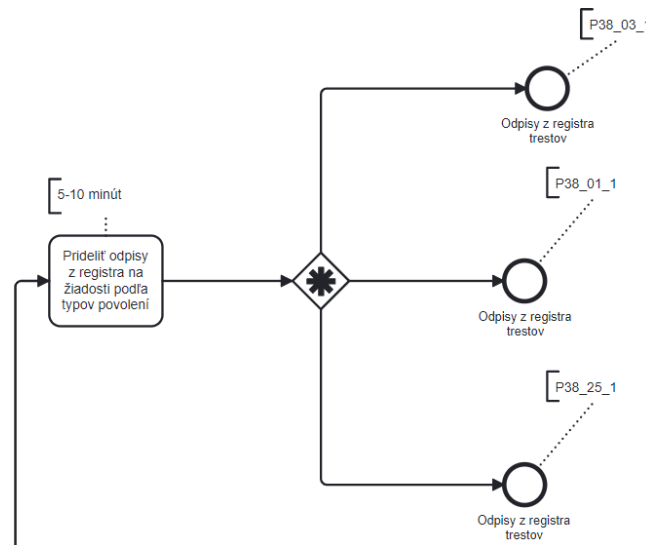 P38_03_1
Odpisy z registra
trestov
P38_01_1
5-10 minút
Prideliť odpisy
z registra na
žiadosti podľa
typov povolení
Odpisy z registra
trestov
P38_25_1
Odpisy z registra
trestov